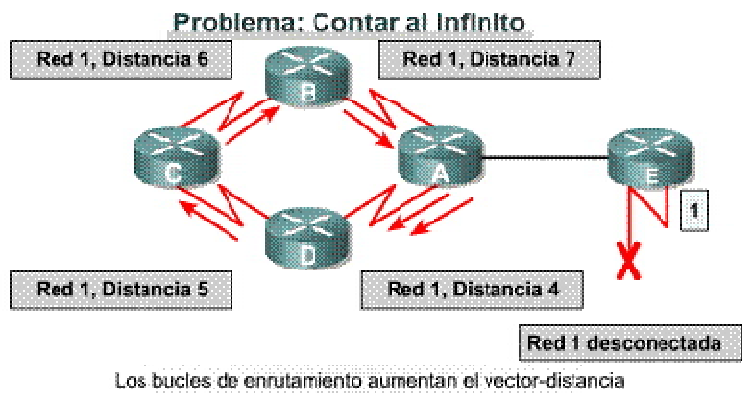 Problema: Contar al Infinito
Red 1, Distancia 6
Red 1, Distancia 7
B
C
A
E
1
D
Red 1, Distancia 5
Red 1, Distancia 4
Red 1 desconectada
Los bucles de enrutamiento aumentan el vector-distancia